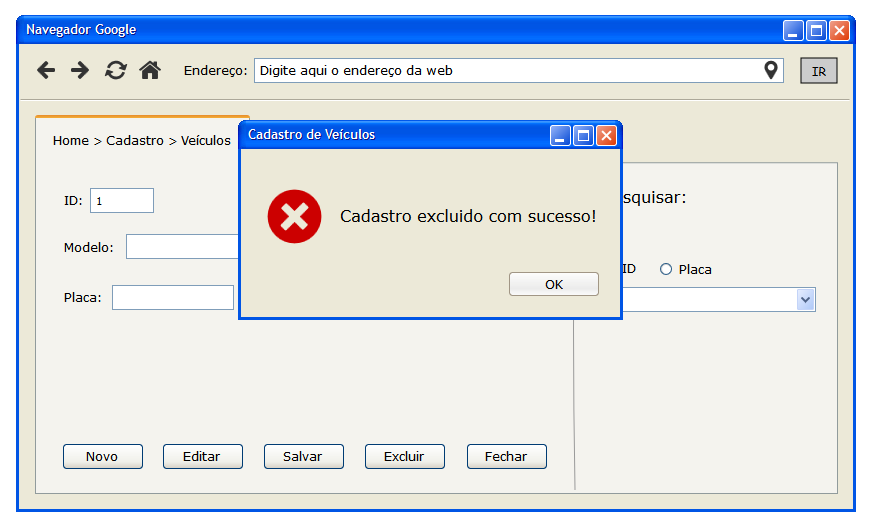 Navegador Google
Endereço: Digite aqui o endereço da web IR
Home > Cadastro > Veículos
Cadastro de Veículos
ID: 1
squisar:
Cadastro excluido com sucesso!
Modelo:
ID Placa
OK
Placa:
Novo Editar Salvar Excluir Fechar